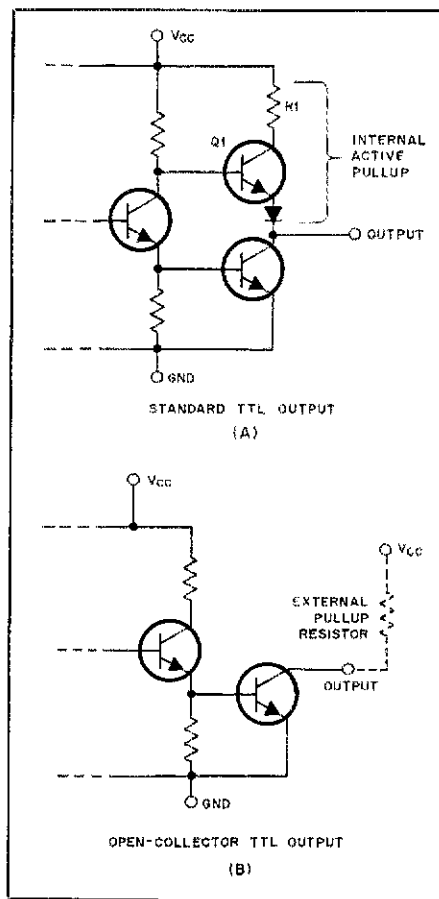 VCC
R1
Q1
INTERNAL
ACTIVE
PULLUP
OUTPUT
GND
STANDARD TTL OUTPUT
(A)
VCC
VCC
EXTERNAL
PULLUP
RESISTOR
OUTPUT
GND
OPEN-COLLECTOR TTL OUTPUT
(B)